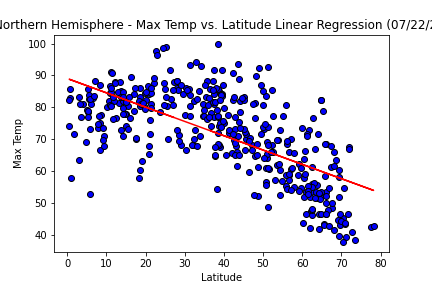 Northern Hemisphere - Max Temp vs. Latitude Linear Regression (07/22/2
100
90
80
70
60
50
40
Max Temp
0 10 20 30 40 50 60 70 80
Latitude